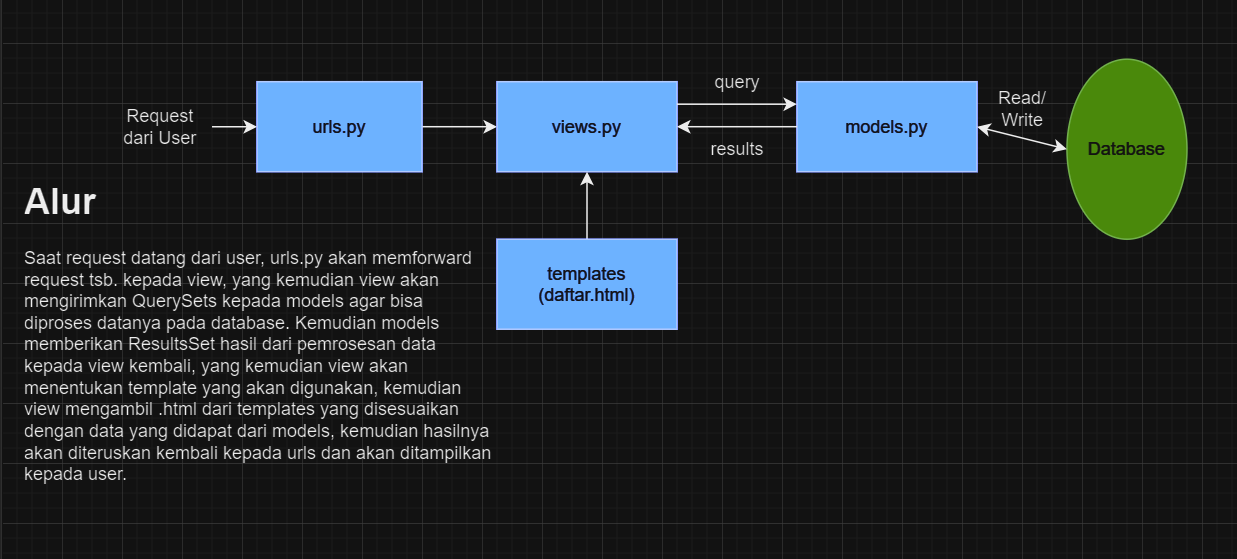 Request
dari User
urls.py
views.py
query
results
models.py
Read/
Write
Database
templates
(daftar.html)
Alur
Saat request datang dari user, urls.py akan memforward
request tsb. kepada view, yang kemudian view akan
mengirimkan QuerySets kepada models agar bisa
diproses datanya pada database. Kemudian models
memberikan ResultsSet hasil dari pemrosesan data
kepada view kembali, yang kemudian view akan
menentukan template yang akan digunakan, kemudian
view mengambil .html dari templates yang disesuaikan
dengan data yang didapat dari models, kemudian hasilnya
akan diteruskan kembali kepada urls dan akan ditampilkan
kepada user.